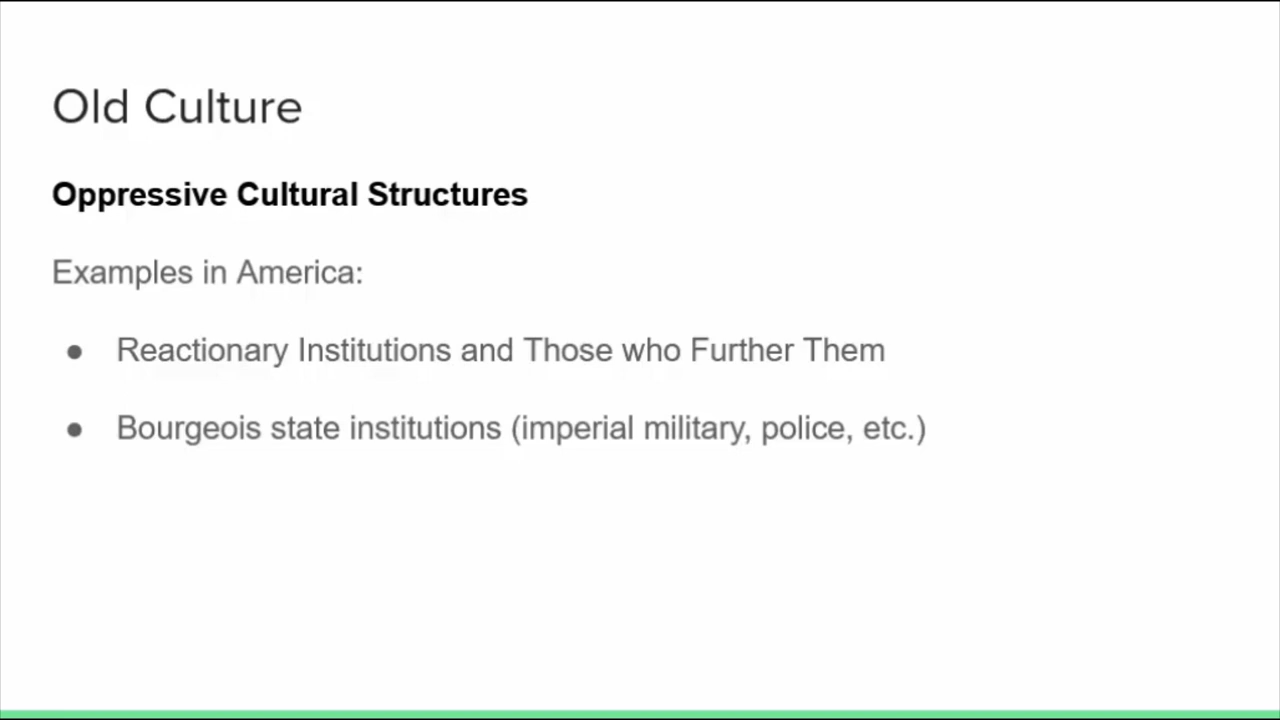 Old Culture
Oppressive Cultural Structures
Examples in America:
● Reactionary Institutions and Those who Further Them
● Bourgeois state institutions (imperial military, police, etc.)